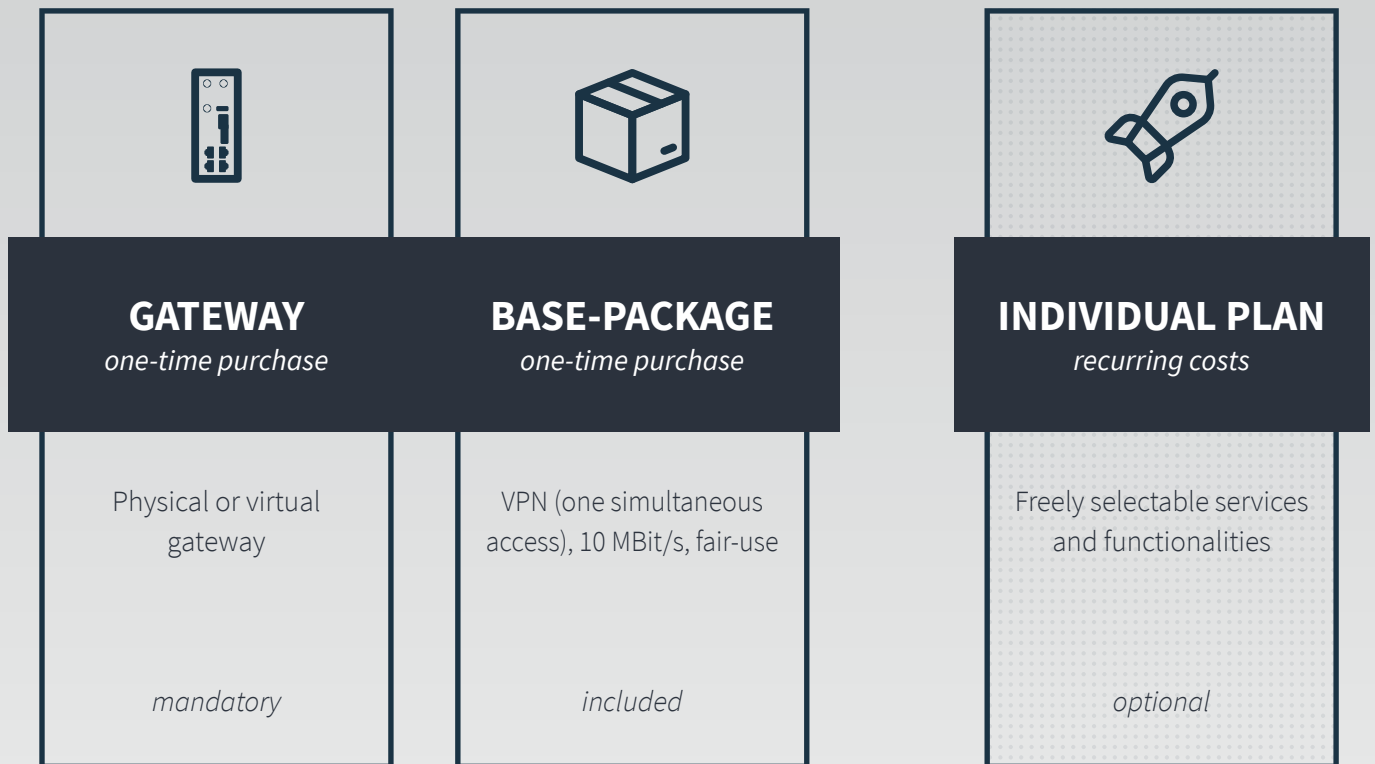 GATEWAY
one-time purchase
Physical or virtual
gateway
mandatory
BASE-PACKAGE
one-time purchase
VPN (one simultaneous
access), 10 MBit/s, fair-use
included
INDIVIDUAL PLAN
recurring costs
Freely selectable services
and functionalities
optional